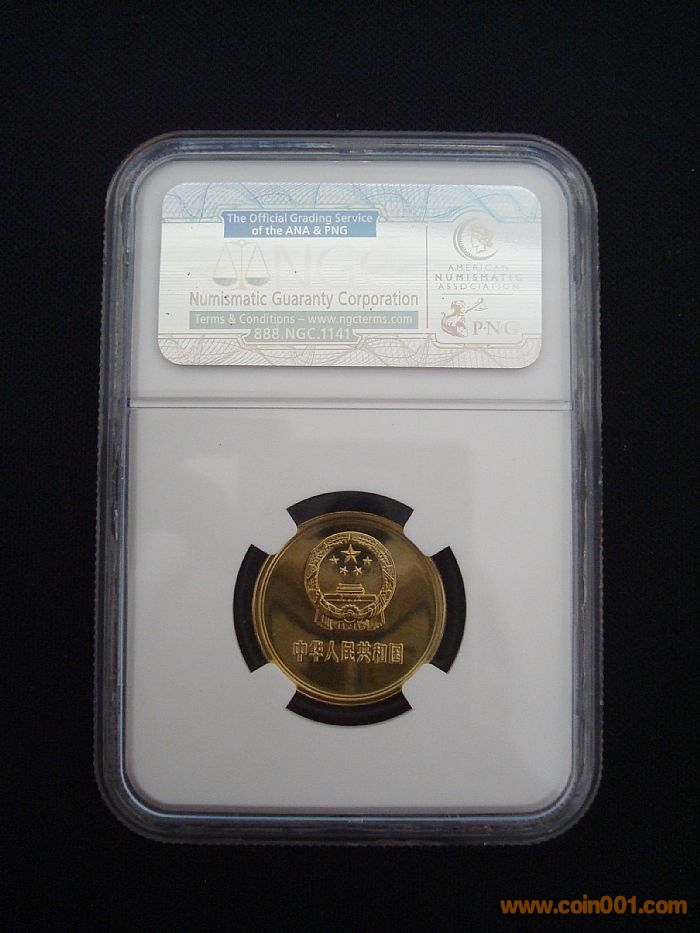 The Official Grading Service
of the ANA & PNG
NGC
Numismatic Guaranty Corporation
Terms & Conditions – www.ngcterms.com
888.NGC.1141
AMERICAN
NUMISMATIC
ASSOCIATION
P·N·G
中华人民共和国
www.coin001.com